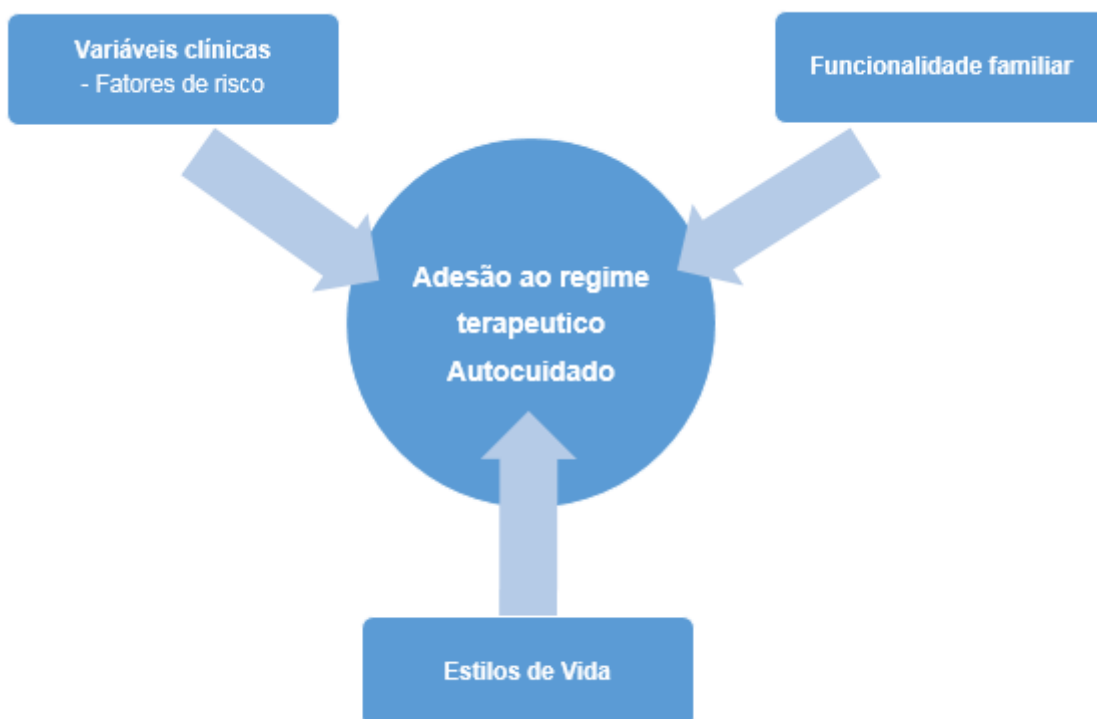 Variáveis clínicas
- Fatores de risco
Funcionalidade familiar
Adesão ao regime
terapeutico
Autocuidado
Estilos de Vida